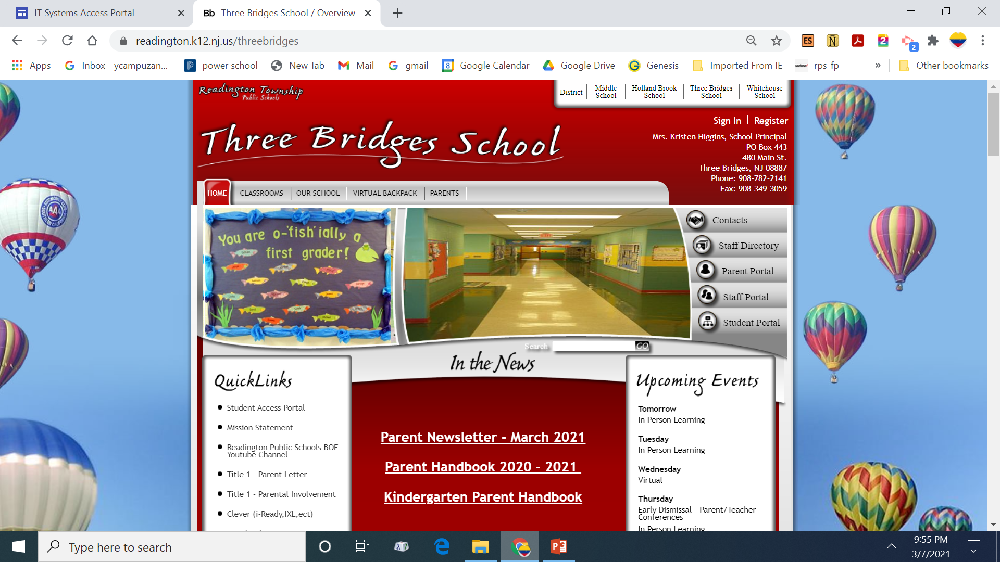 IT Systems Access Portal
Bb Three Bridges School / Overview
readington.k12.nj.us/threebridges
ES Ñ 2 2
Apps Inbox - ycampuzan... power school New Tab Mail gmail 8 Google Calendar Google Drive Genesis Imported From IE verizon rps-fp » Other bookmarks
Readington Township
Public Schools
District
Middle
School
Holland Brook
School
Three Bridges
School
Whitehouse
School
Sign In Register
Three Bridges School
Mrs. Kristen Higgins, School Principal
PO Box 443
480 Main St.
Three Bridges, NJ 08887
Phone: 908-782-2141
Fax: 908-349-3059
HOME CLASSROOMS OUR SCHOOL VIRTUAL BACKPACK PARENTS
You are o-'fish'ially a
first grader!
Contacts
Staff Directory
Parent Portal
Staff Portal
Student Portal
Search GO
In the News
QuickLinks
Student Access Portal
Mission Statement
Readington Public Schools BOE
Youtube Channel
Title 1 - Parent Letter
Title 1 - Parental Involvement
Clever (i-Ready,IXL,ect)
Parent Newsletter - March 2021
Parent Handbook 2020 - 2021
Kindergarten Parent Handbook
Upcoming Events
Tomorrow
In Person Learning
Tuesday
In Person Learning
Wednesday
Virtual
Thursday
Early Dismissal - Parent/Teacher
Conferences
In Person Learning
AAA
Type here to search
9:55 PM
3/7/2021